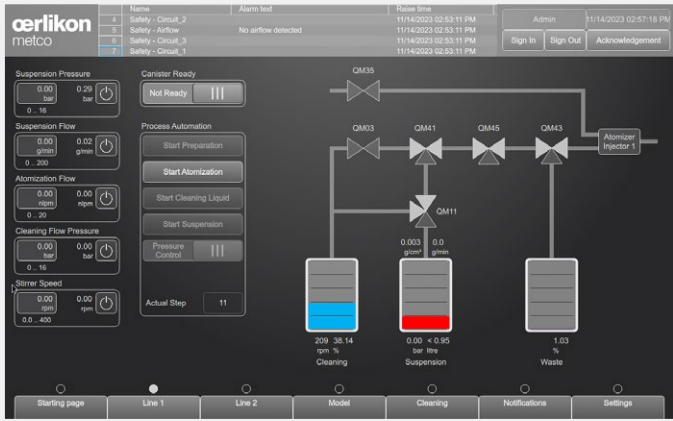 œrlikon
metco
Name Alarm text Raise time
4 Safety - Circuit_2 11/14/2023 02:53:11 PM
5 Safety - Airflow No airflow detected 11/14/2023 02:53:11 PM
6 Safety - Circuit_3 11/14/2023 02:53:11 PM
7 Safety - Circuit_1 11/14/2023 02:53:11 PM
Admin 11/14/2023 02:57:18 PM
Sign In Sign Out Acknowledgement
Suspension Pressure
0.00 bar 0.29 bar
0 .. 16
Suspension Flow
0.00 g/min 0.02 g/min
0 .. 200
Atomization Flow
0.00 nlpm 0.00 nlpm
0 .. 20
Cleaning Flow Pressure
0.00 bar 0.00 bar
0 .. 16
Stirrer Speed
0.00 rpm 0.00 rpm
0.0 .. 400
Canister Ready
Not Ready
Process Automation
Start Preparation
Start Atomization
Start Cleaning Liquid
Start Suspension
Pressure
Control
Actual Step 11
QM35
QM03 QM41 QM45 QM43
Atomizer
Injector 1
QM11
0.003 0.0
g/cm³ g/min
209 38.14
rpm %
Cleaning
0.00 < 0.95
bar litre
Suspension
1.03
%
Waste
Starting page Line 1 Line 2 Model Cleaning Notifications Settings